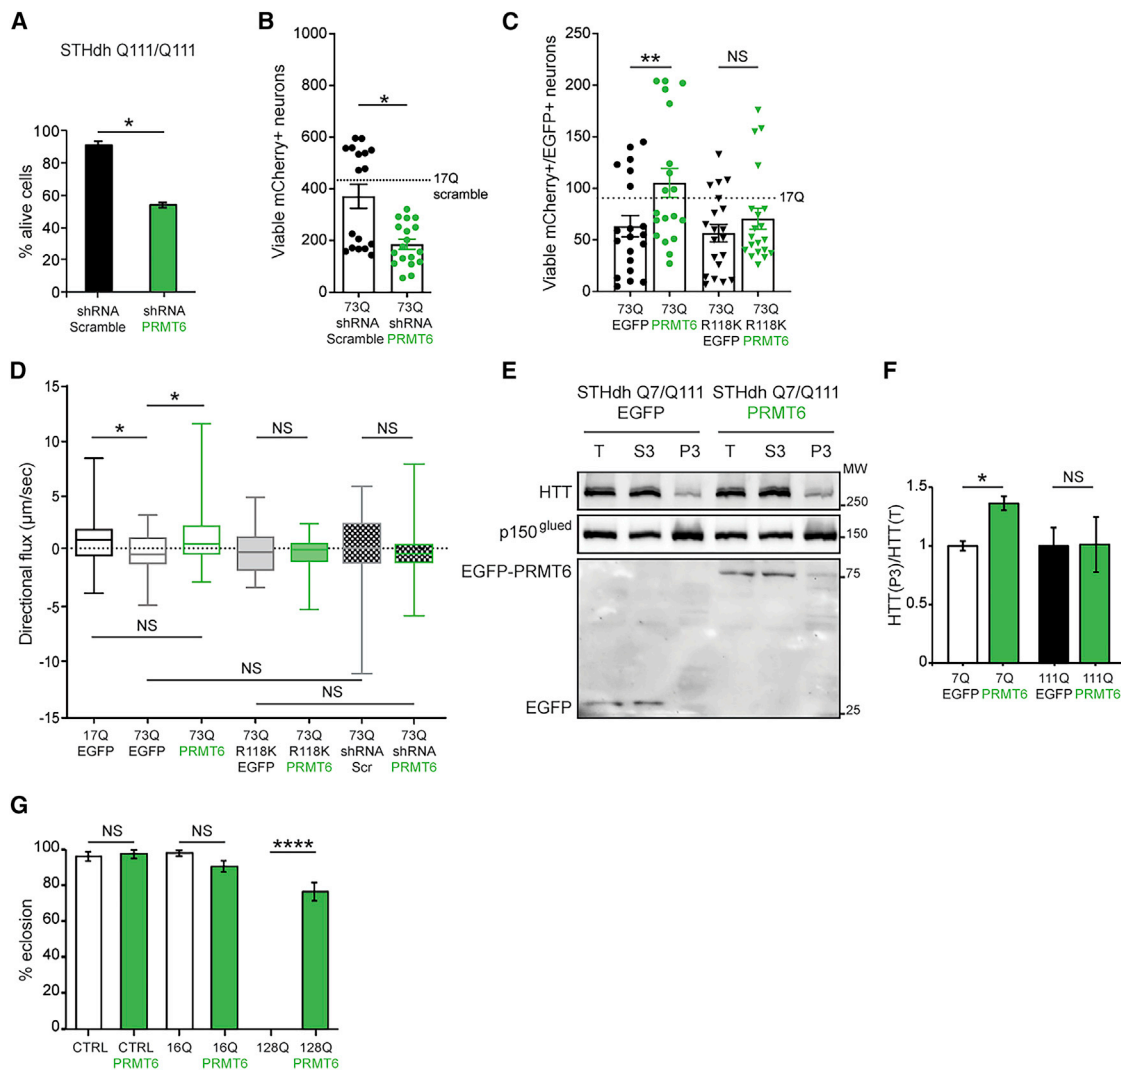 A
STHdh Q111/Q111
% alive cells
100
80
60
40
20
0
*
shRNA
Scramble
shRNA
PRMT6
B
Viable mCherry+ neurons
1000
800
600
400
200
0
*
17Q
scramble
73Q
shRNA
Scramble
73Q
shRNA
PRMT6
C
Viable mCherry+/EGFP+ neurons
250
200
150
100
50
0
**
NS
17Q
73Q
EGFP
73Q
PRMT6
73Q
R118K
EGFP
73Q
R118K
PRMT6
D
Directional flux (µm/sec)
15
10
5
0
-5
-10
-15
*
*
NS
NS
NS
NS
NS
17Q
EGFP
73Q
EGFP
73Q
PRMT6
73Q
R118K
EGFP
73Q
R118K
PRMT6
73Q
shRNA
Scr
73Q
shRNA
PRMT6
E
STHdh Q7/Q111
EGFP
STHdh Q7/Q111
PRMT6
T S3 P3 T S3 P3
MW
HTT
250
p150glued
150
EGFP-PRMT6
75
EGFP
25
F
HTT(P3)/HTT(T)
1.5
1
0.5
0
*
NS
7Q
EGFP
7Q
PRMT6
111Q
EGFP
111Q
PRMT6
G
% eclosion
100
80
60
40
20
0
NS
NS
****
CTRL
CTRL
PRMT6
16Q
16Q
PRMT6
128Q
128Q
PRMT6